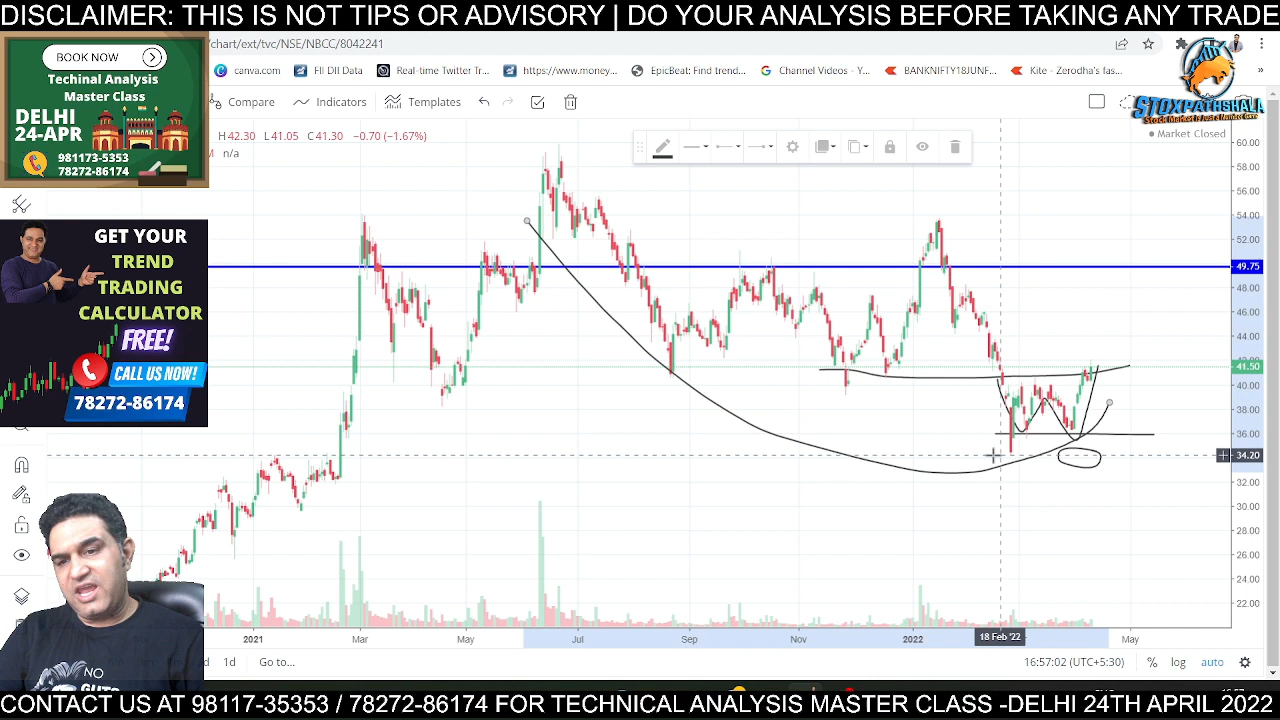 DISCLAIMER: THIS IS NOT TIPS OR ADVISORY | DO YOUR ANALYSIS BEFORE TAKING ANY TRADE
/chart/ext/tvc/NSE/NBCC/8042241
canva.com
FII DII Data
Real-time Twitter Tr...
https://www.money...
EpicBeat: Find trend...
Channel Videos - Y...
BANKNIFTY18JUNF...
Kite - Zerodha's fas...
»
BOOK NOW
Techinal Analysis
Master Class
DELHI
24-APR
981173-5353
78272-86174
Compare
Indicators
Templates
STOXPATHSHALA
Market Closed
H42.30 L41.05 C41.30 −0.70 (−1.67%)
n/a
GET YOUR
TREND
TRADING
CALCULATOR
FREE!
CALL US NOW!
78272-86174
60.00
58.00
56.00
54.00
52.00
49.75
48.00
46.00
44.00
41.50
40.00
38.00
36.00
34.20
32.00
30.00
28.00
26.00
24.00
22.00
2021
Mar
May
Jul
Sep
Nov
2022
18 Feb '22
May
1d
Go to...
16:57:02 (UTC+5:30)
%
log
auto
NO
GUTS
CONTACT US AT 98117-35353 / 78272-86174 FOR TECHNICAL ANALYSIS MASTER CLASS -DELHI 24TH APRIL 2022